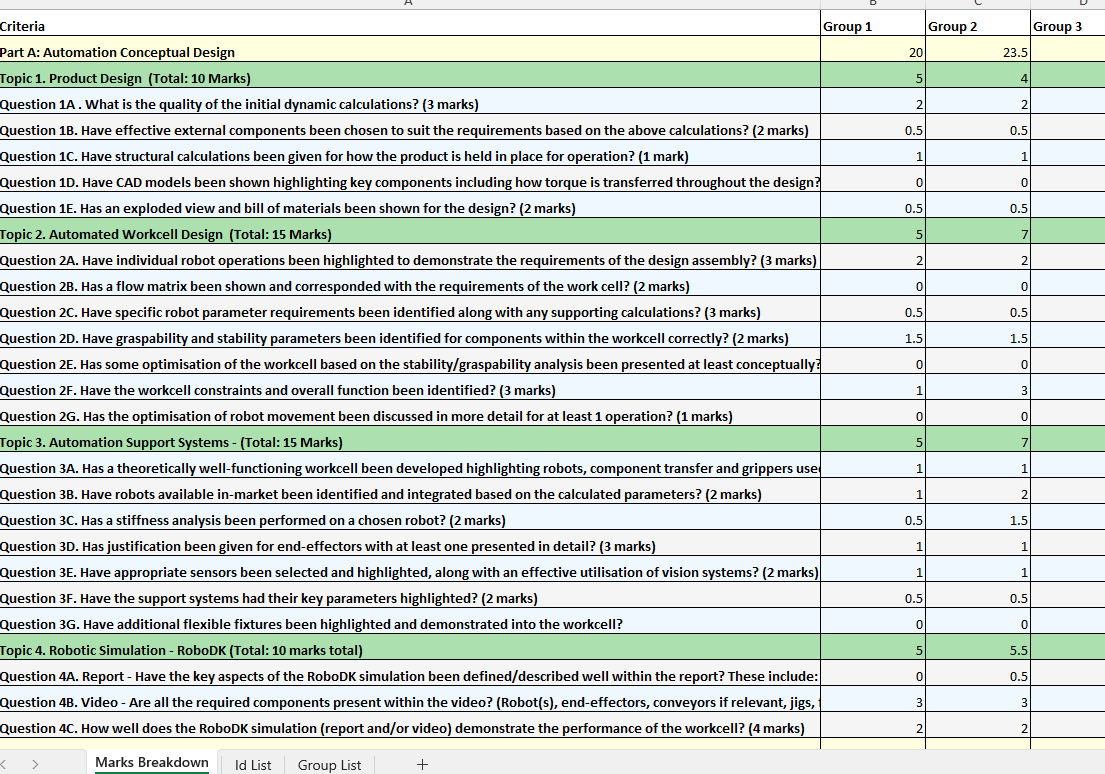 A B C D
Criteria Group 1 Group 2 Group 3
Part A: Automation Conceptual Design 20 23.5
Topic 1. Product Design (Total: 10 Marks) 5 4
Question 1A . What is the quality of the initial dynamic calculations? (3 marks) 2 2
Question 1B. Have effective external components been chosen to suit the requirements based on the above calculations? (2 marks) 0.5 0.5
Question 1C. Have structural calculations been given for how the product is held in place for operation? (1 mark) 1 1
Question 1D. Have CAD models been shown highlighting key components including how torque is transferred throughout the design? 0 0
Question 1E. Has an exploded view and bill of materials been shown for the design? (2 marks) 0.5 0.5
Topic 2. Automated Workcell Design (Total: 15 Marks) 5 7
Question 2A. Have individual robot operations been highlighted to demonstrate the requirements of the design assembly? (3 marks) 2 2
Question 2B. Has a flow matrix been shown and corresponded with the requirements of the work cell? (2 marks) 0 0
Question 2C. Have specific robot parameter requirements been identified along with any supporting calculations? (3 marks) 0.5 0.5
Question 2D. Have graspability and stability parameters been identified for components within the workcell correctly? (2 marks) 1.5 1.5
Question 2E. Has some optimisation of the workcell based on the stability/graspability analysis been presented at least conceptually? 0 0
Question 2F. Have the workcell constraints and overall function been identified? (3 marks) 1 3
Question 2G. Has the optimisation of robot movement been discussed in more detail for at least 1 operation? (1 marks) 0 0
Topic 3. Automation Support Systems - (Total: 15 Marks) 5 7
Question 3A. Has a theoretically well-functioning workcell been developed highlighting robots, component transfer and grippers use 1 1
Question 3B. Have robots available in-market been identified and integrated based on the calculated parameters? (2 marks) 1 2
Question 3C. Has a stiffness analysis been performed on a chosen robot? (2 marks) 0.5 1.5
Question 3D. Has justification been given for end-effectors with at least one presented in detail? (3 marks) 1 1
Question 3E. Have appropriate sensors been selected and highlighted, along with an effective utilisation of vision systems? (2 marks) 1 1
Question 3F. Have the support systems had their key parameters highlighted? (2 marks) 0.5 0.5
Question 3G. Have additional flexible fixtures been highlighted and demonstrated into the workcell? 0 0
Topic 4. Robotic Simulation - RoboDK (Total: 10 marks total) 5 5.5
Question 4A. Report - Have the key aspects of the RoboDK simulation been defined/described well within the report? These include: 0 0.5
Question 4B. Video - Are all the required components present within the video? (Robot(s), end-effectors, conveyors if relevant, jigs, 3 3
Question 4C. How well does the RoboDK simulation (report and/or video) demonstrate the performance of the workcell? (4 marks) 2 2
Marks Breakdown Id List Group List +